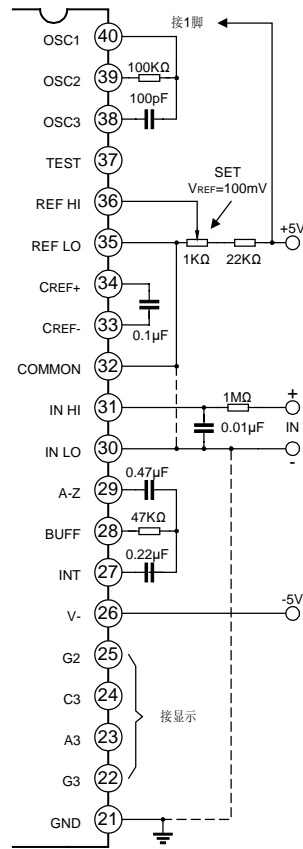 接1脚
OSC1 40
OSC2 39 100KΩ
100pF
OSC3 38
TEST 37
SET
VREF=100mV
REF HI 36
REF LO 35
+5V
1KΩ 22KΩ
CREF+ 34
CREF- 33
0.1µF
COMMON 32
1MΩ
+
IN HI 31
0.01µF IN
IN LO 30
-
0.47µF
A-Z 29
47KΩ
BUFF 28
0.22µF
INT 27
-5V
V- 26
G2 25
C3 24
接显示
A3 23
G3 22
GND 21